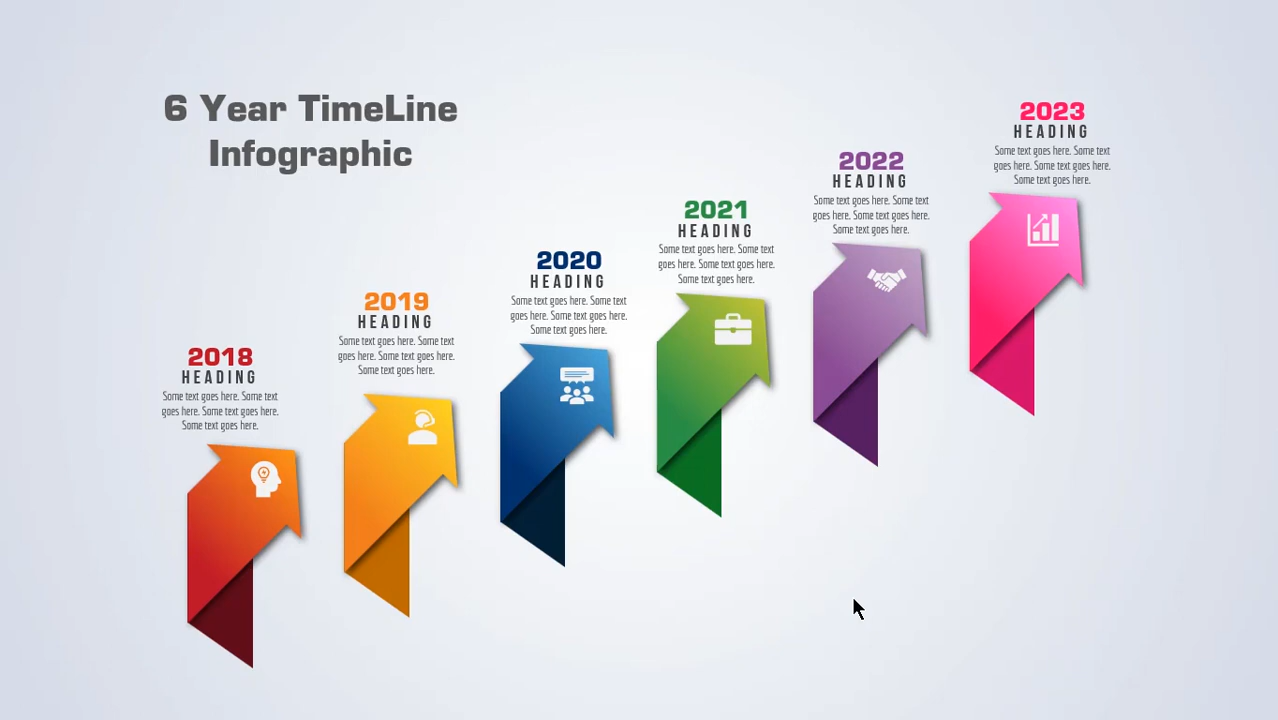 6 Year TimeLine
Infographic
2018
HEADING
Some text goes here. Some text
goes here. Some text goes here.
Some text goes here.
2019
HEADING
Some text goes here. Some text
goes here. Some text goes here.
Some text goes here.
2020
HEADING
Some text goes here. Some text
goes here. Some text goes here.
Some text goes here.
2021
HEADING
Some text goes here. Some text
goes here. Some text goes here.
Some text goes here.
2022
HEADING
Some text goes here. Some text
goes here. Some text goes here.
Some text goes here.
2023
HEADING
Some text goes here. Some text
goes here. Some text goes here.
Some text goes here.